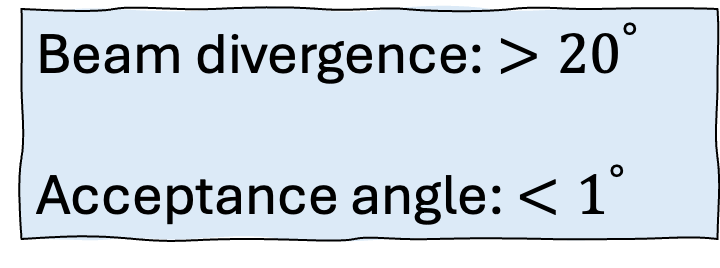 Beam divergence: > 20°
Acceptance angle: < 1°